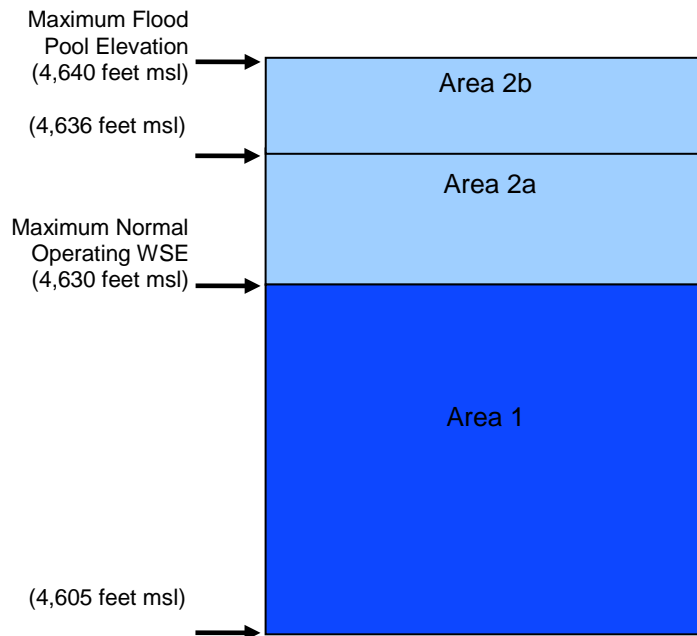 Maximum Flood
Pool Elevation
(4,640 feet msl)
Area 2b
(4,636 feet msl)
Area 2a
Maximum Normal
Operating WSE
(4,630 feet msl)
Area 1
(4,605 feet msl)